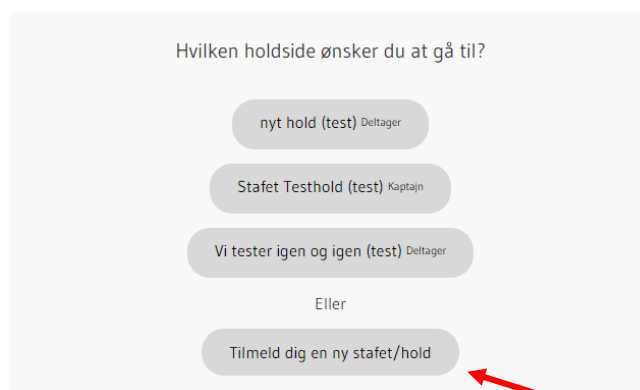 Hvilken holdside ønsker du at gå til?
nyt hold (test) Deltager
Stafet Testhold (test) Kaptajn
Vi tester igen og igen (test) Deltager
Eller
Tilmeld dig en ny stafet/hold